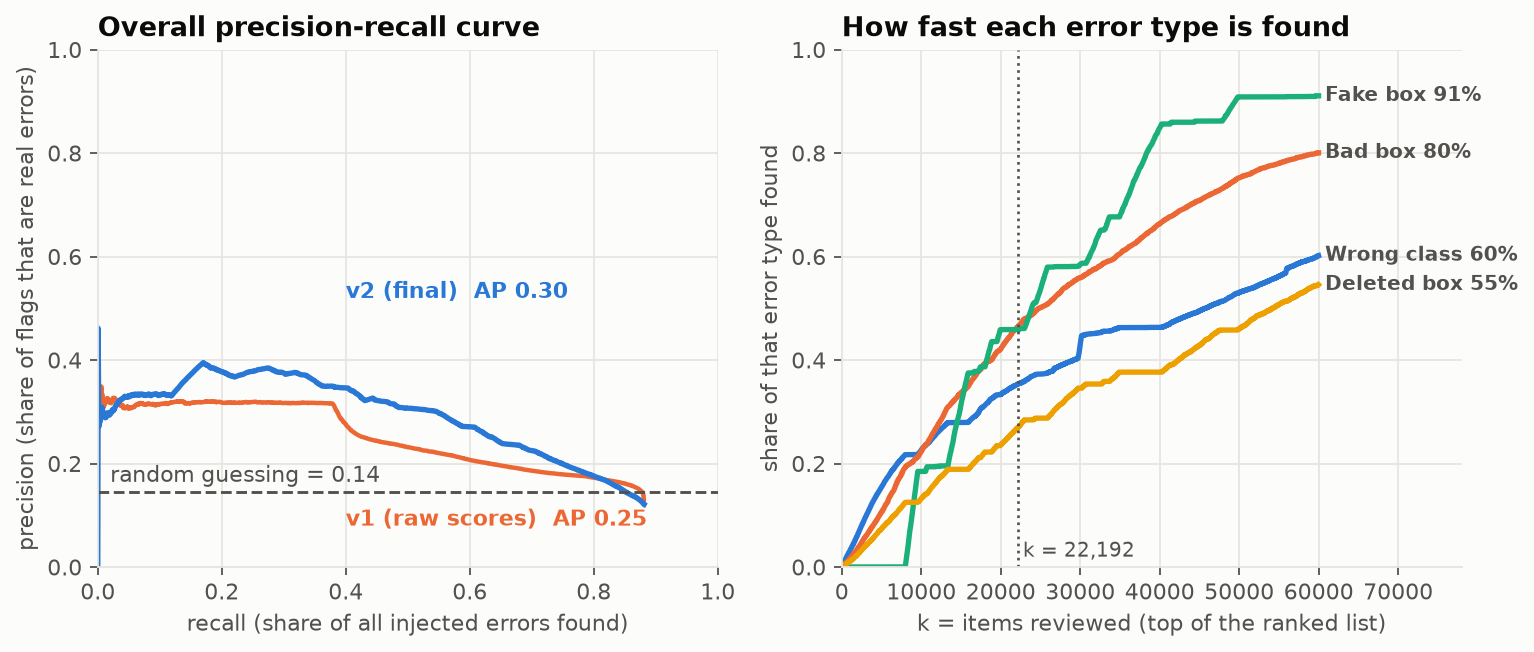 Overall precision-recall curve
precision (share of flags that are real errors)
1.0
0.8
0.6
0.4
0.2
0.0
v2 (final)  AP 0.30
random guessing = 0.14
v1 (raw scores)  AP 0.25
0.0 0.2 0.4 0.6 0.8 1.0
recall (share of all injected errors found)
How fast each error type is found
share of that error type found
1.0
0.8
0.6
0.4
0.2
0.0
Fake box 91%
Bad box 80%
Wrong class 60%
Deleted box 55%
k = 22,192
0 10000 20000 30000 40000 50000 60000 70000
k = items reviewed (top of the ranked list)